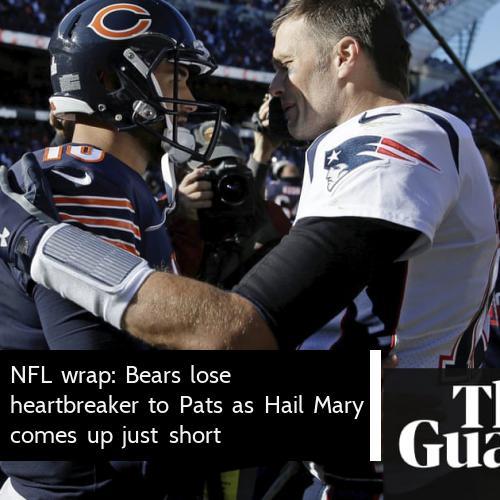 NFL wrap: Bears lose
heartbreaker to Pats as Hail Mary
comes up just short
Th
Gua